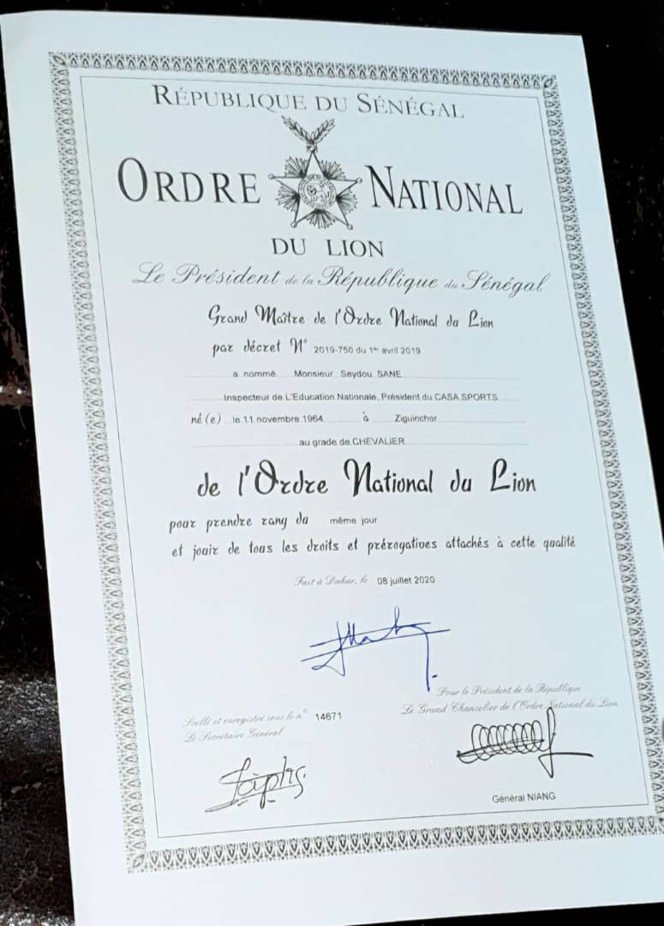 RÉPUBLIQUE DU SÉNÉGAL
ORDRE NATIONAL
DU LION
Le Président de la République du Sénégal
Grand Maître de l'Ordre National du Lion
par décret N° 2019-750 du 1er avril 2019
a nommé Monsieur Seydou SANE
Inspecteur de L'Education Nationale, Président du CASA SPORTS
né(e) le 11 novembre 1964 à Ziguinchor
au grade de CHEVALIER
de l'Ordre National du Lion
pour prendre rang du même jour
et jouir de tous les droits et prérogatives attachés à cette qualité
Fait à Dakar, le 08 juillet 2020
Pour le Président de la République
Le Grand Chancelier de l'Ordre National du Lion
Scellé et enregistré sous le n° 14671
Le Secrétaire Général
Général NIANG